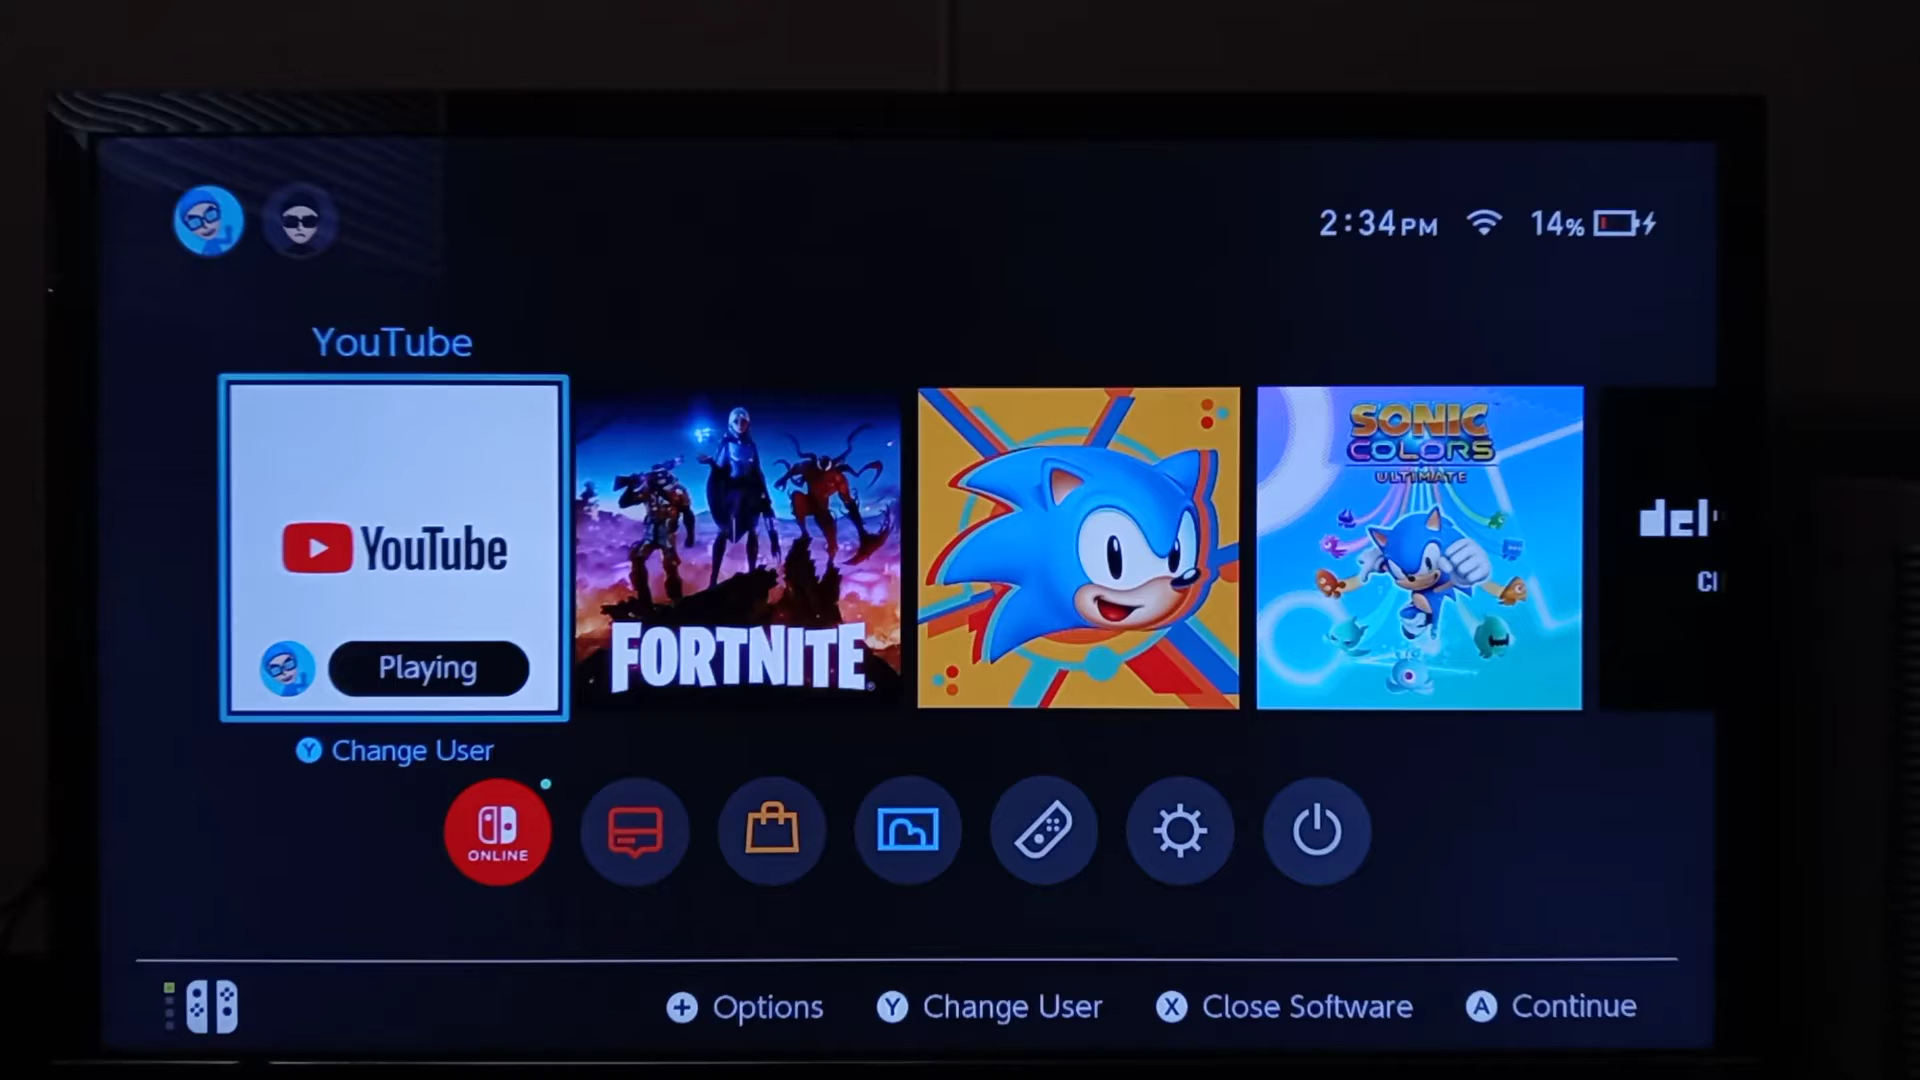 2:34PM 14%
YouTube
YouTube
Playing
FORTNITE
SONIC
COLORS
ULTIMATE
Change User
ONLINE
Options
Change User
Close Software
Continue